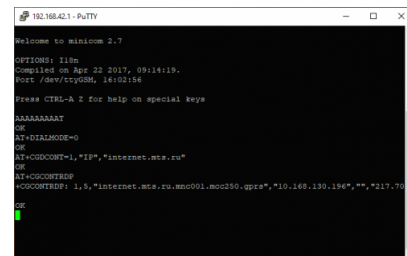 192.168.42.1 - PuTTY
Welcome to minicom 2.7
OPTIONS: I18n
Compiled on Apr 22 2017, 09:14:19.
Port /dev/ttyGSM, 16:02:56
Press CTRL-A Z for help on special keys
AAAAAAAAAT
OK
AT+DIALMODE=0
OK
AT+CGDCONT=1,"IP","internet.mts.ru"
OK
AT+CGCONTRDP
+CGCONTRDP: 1,5,"internet.mts.ru.mnc001.mcc250.gprs","10.168.130.196","","217.70
OK